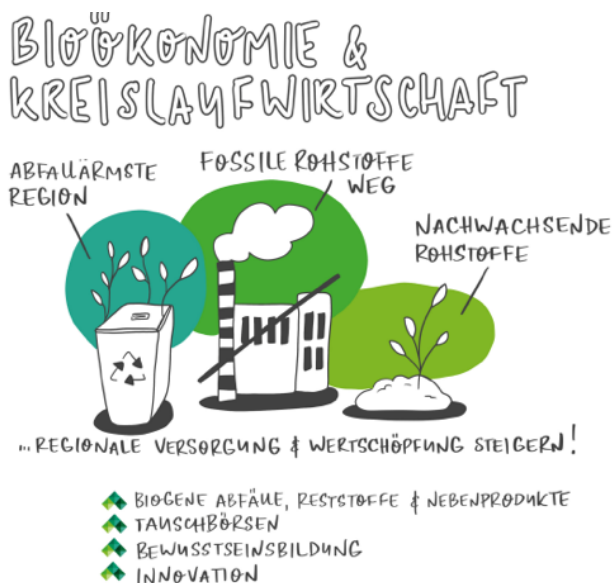 BIOÖKONOMIE &
KREISLAUFWIRTSCHAFT
ABFALLÄRMSTE
REGION
FOSSILE ROHSTOFFE
WEG
NACHWACHSENDE
ROHSTOFFE
...REGIONALE VERSORGUNG & WERTSCHÖPFUNG STEIGERN!
BIOGENE ABFÄLLE, RESTSTOFFE & NEBENPRODUKTE
TAUSCHBÖRSEN
BEWUSSTSEINSBILDUNG
INNOVATION